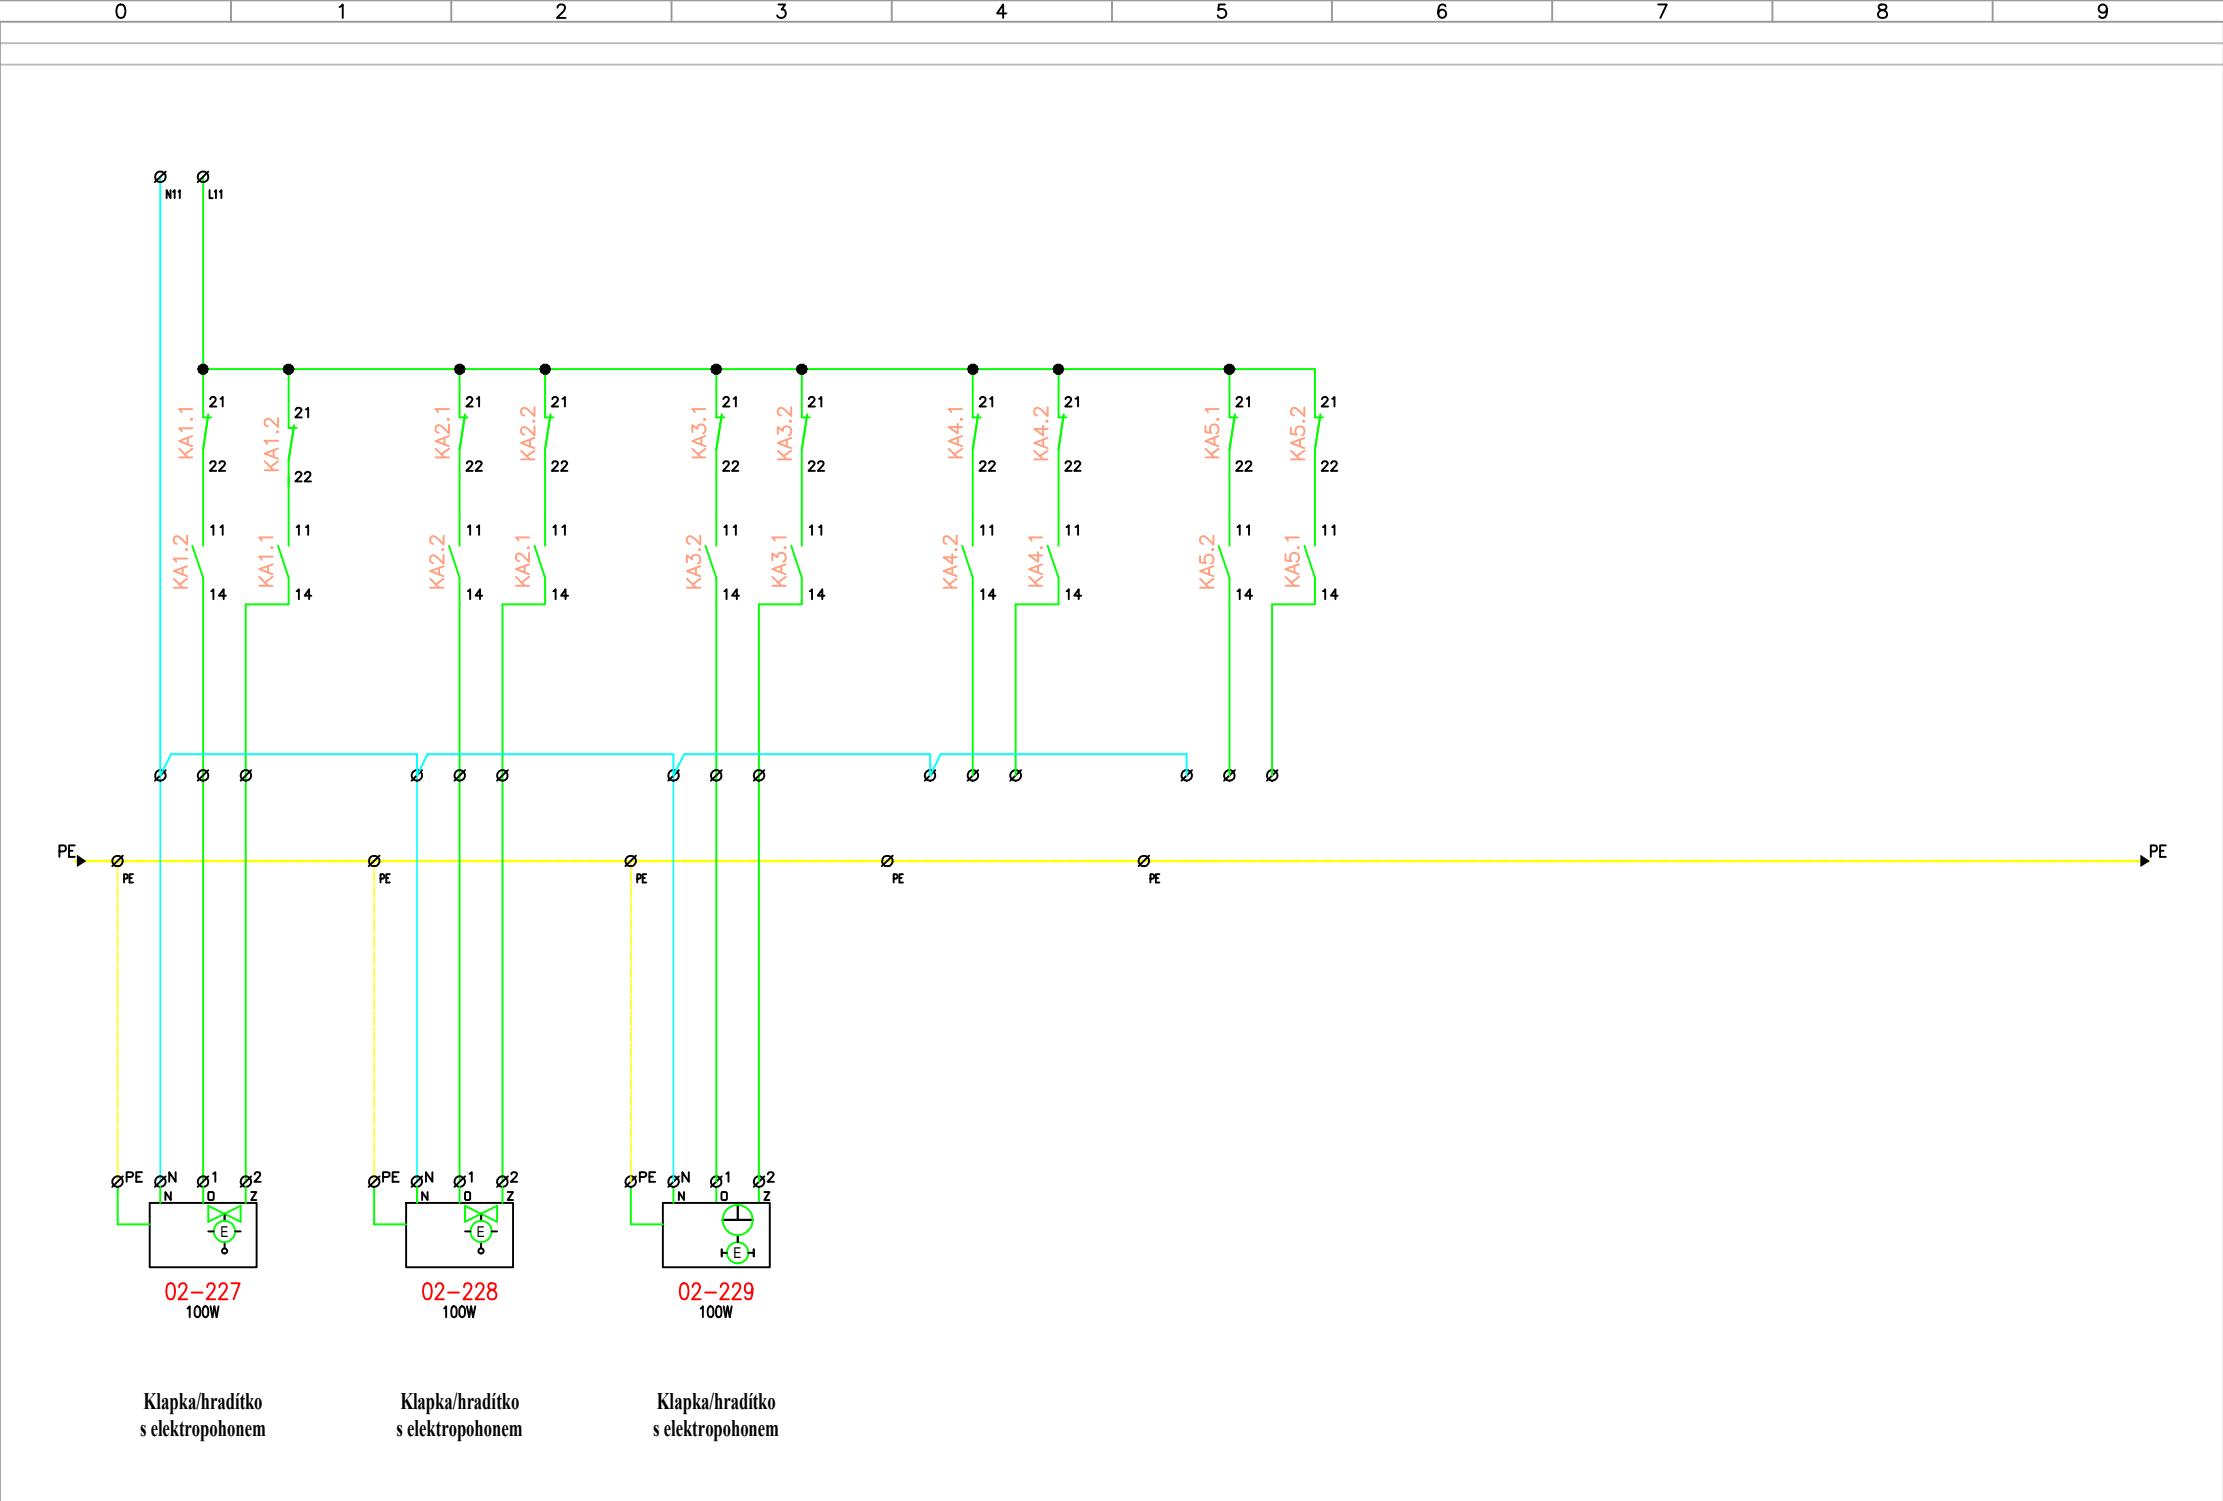 0 1 2 3 4 5 6 7 8 9
N11 L11
21 21 21 21 21 21 21 21 21 21
KA1.1 KA1.2 KA2.1 KA2.2 KA3.1 KA3.2 KA4.1 KA4.2 KA5.1 KA5.2
22 22 22 22 22 22 22 22 22 22
11 11 11 11 11 11 11 11 11 11
KA1.2 KA1.1 KA2.2 KA2.1 KA3.2 KA3.1 KA4.2 KA4.1 KA5.2 KA5.1
14 14 14 14 14 14 14 14 14 14
PE PE
PE PE PE PE PE
PE N 1 2 PE N 1 2 PE N 1 2
N O Z N O Z N O Z
E E E
02-227 02-228 02-229
100W 100W 100W
Klapka/hradítko Klapka/hradítko Klapka/hradítko
s elektropohonem s elektropohonem s elektropohonem